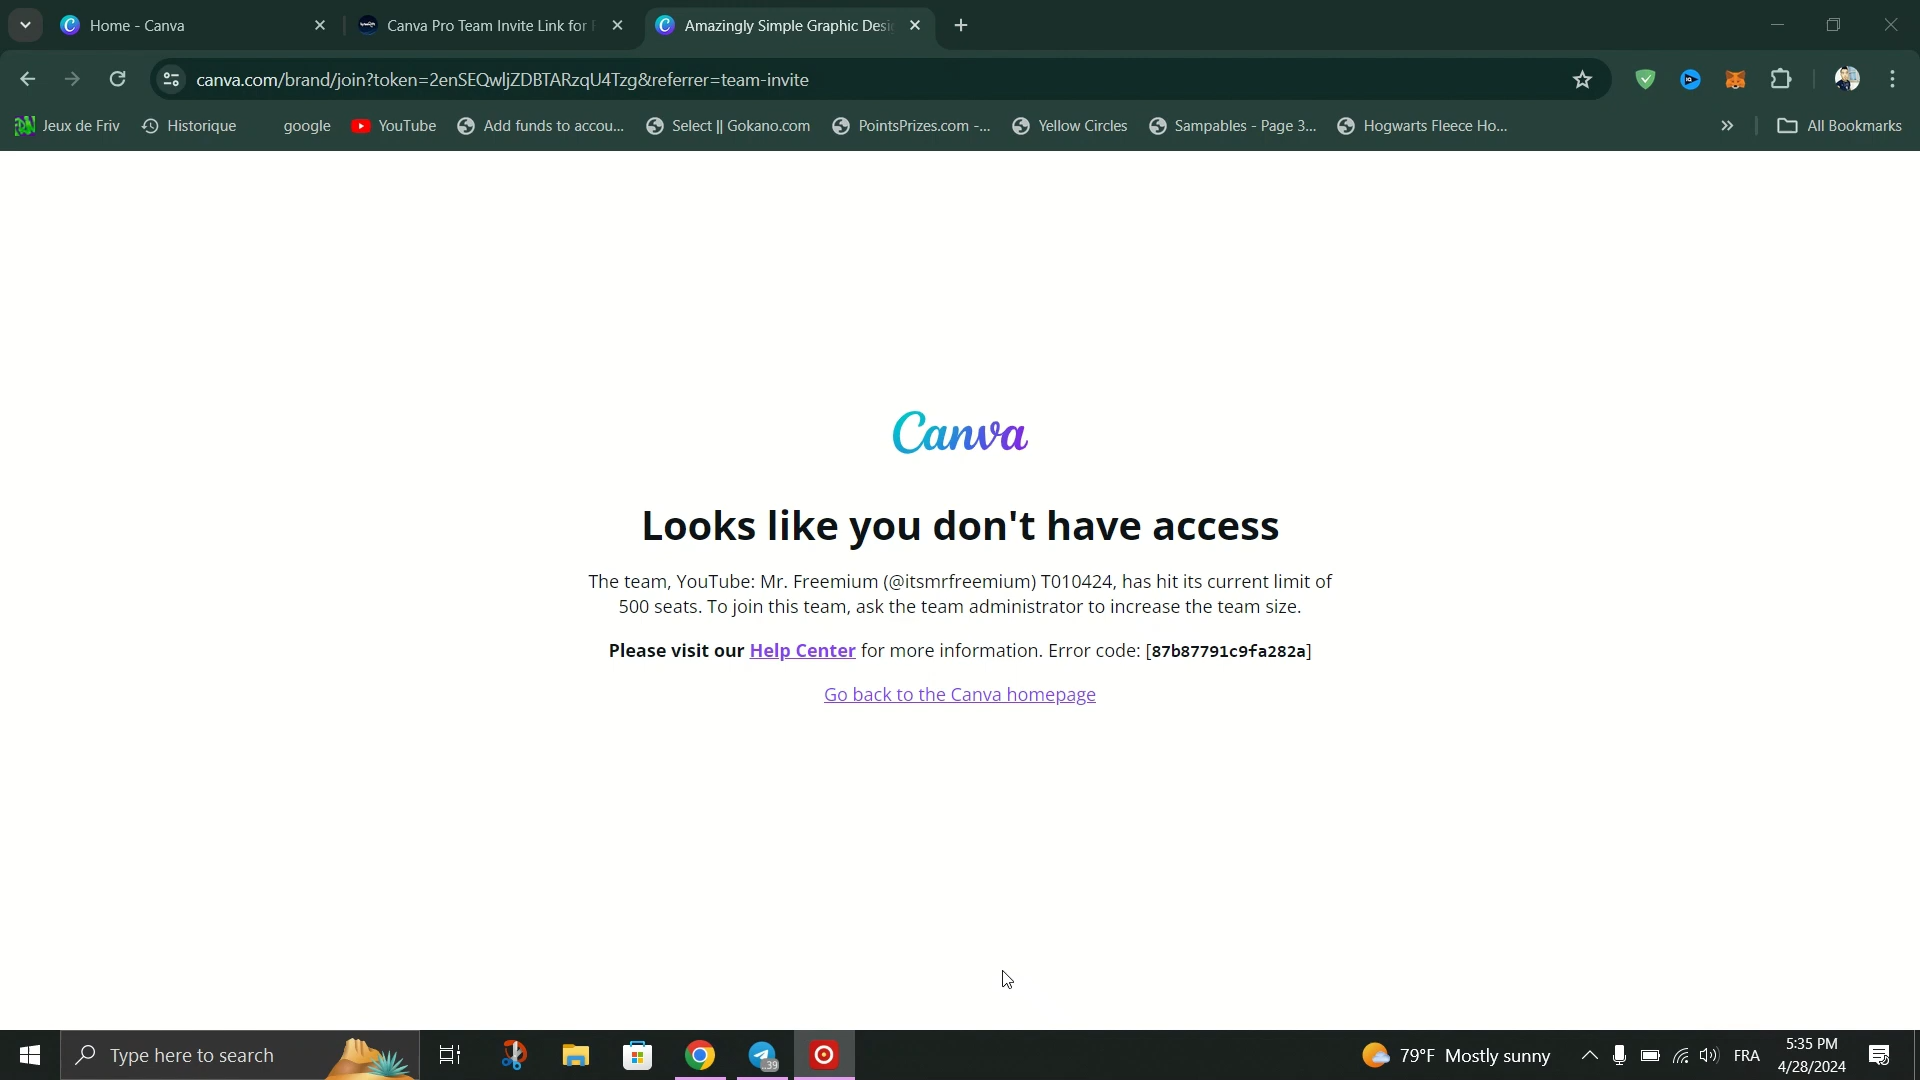 Home - Canva
Canva Pro Team Invite Link for F
Amazingly Simple Graphic Desi
canva.com/brand/join?token=2enSEQwljZDBTARzqU4Tzg&referrer=team-invite
Jeux de Friv
Historique
google
YouTube
Add funds to accou...
Select || Gokano.com
PointsPrizes.com -...
Yellow Circles
Sampables - Page 3...
Hogwarts Fleece Ho...
»
All Bookmarks
Canva
Looks like you don't have access
The team, YouTube: Mr. Freemium (@itsmrfreemium) T010424, has hit its current limit of
500 seats. To join this team, ask the team administrator to increase the team size.
Please visit our Help Center for more information. Error code: [87b87791c9fa282a]
Go back to the Canva homepage
Type here to search
..39
79°F Mostly sunny
FRA
5:35 PM
4/28/2024